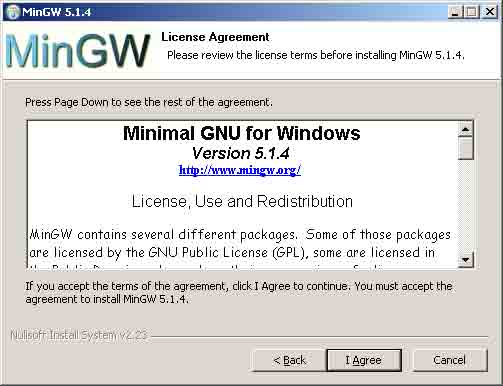 MinGW 5.1.4
MinGW
License Agreement
Please review the license terms before installing MinGW 5.1.4.
Press Page Down to see the rest of the agreement.
Minimal GNU for Windows
Version 5.1.4
http://www.mingw.org/
License, Use and Redistribution
MinGW contains several different packages. Some of those packages
are licensed by the GNU Public License (GPL), some are licensed in
If you accept the terms of the agreement, click I Agree to continue. You must accept the
agreement to install MinGW 5.1.4.
Nullsoft Install System v2.23
< Back
I Agree
Cancel